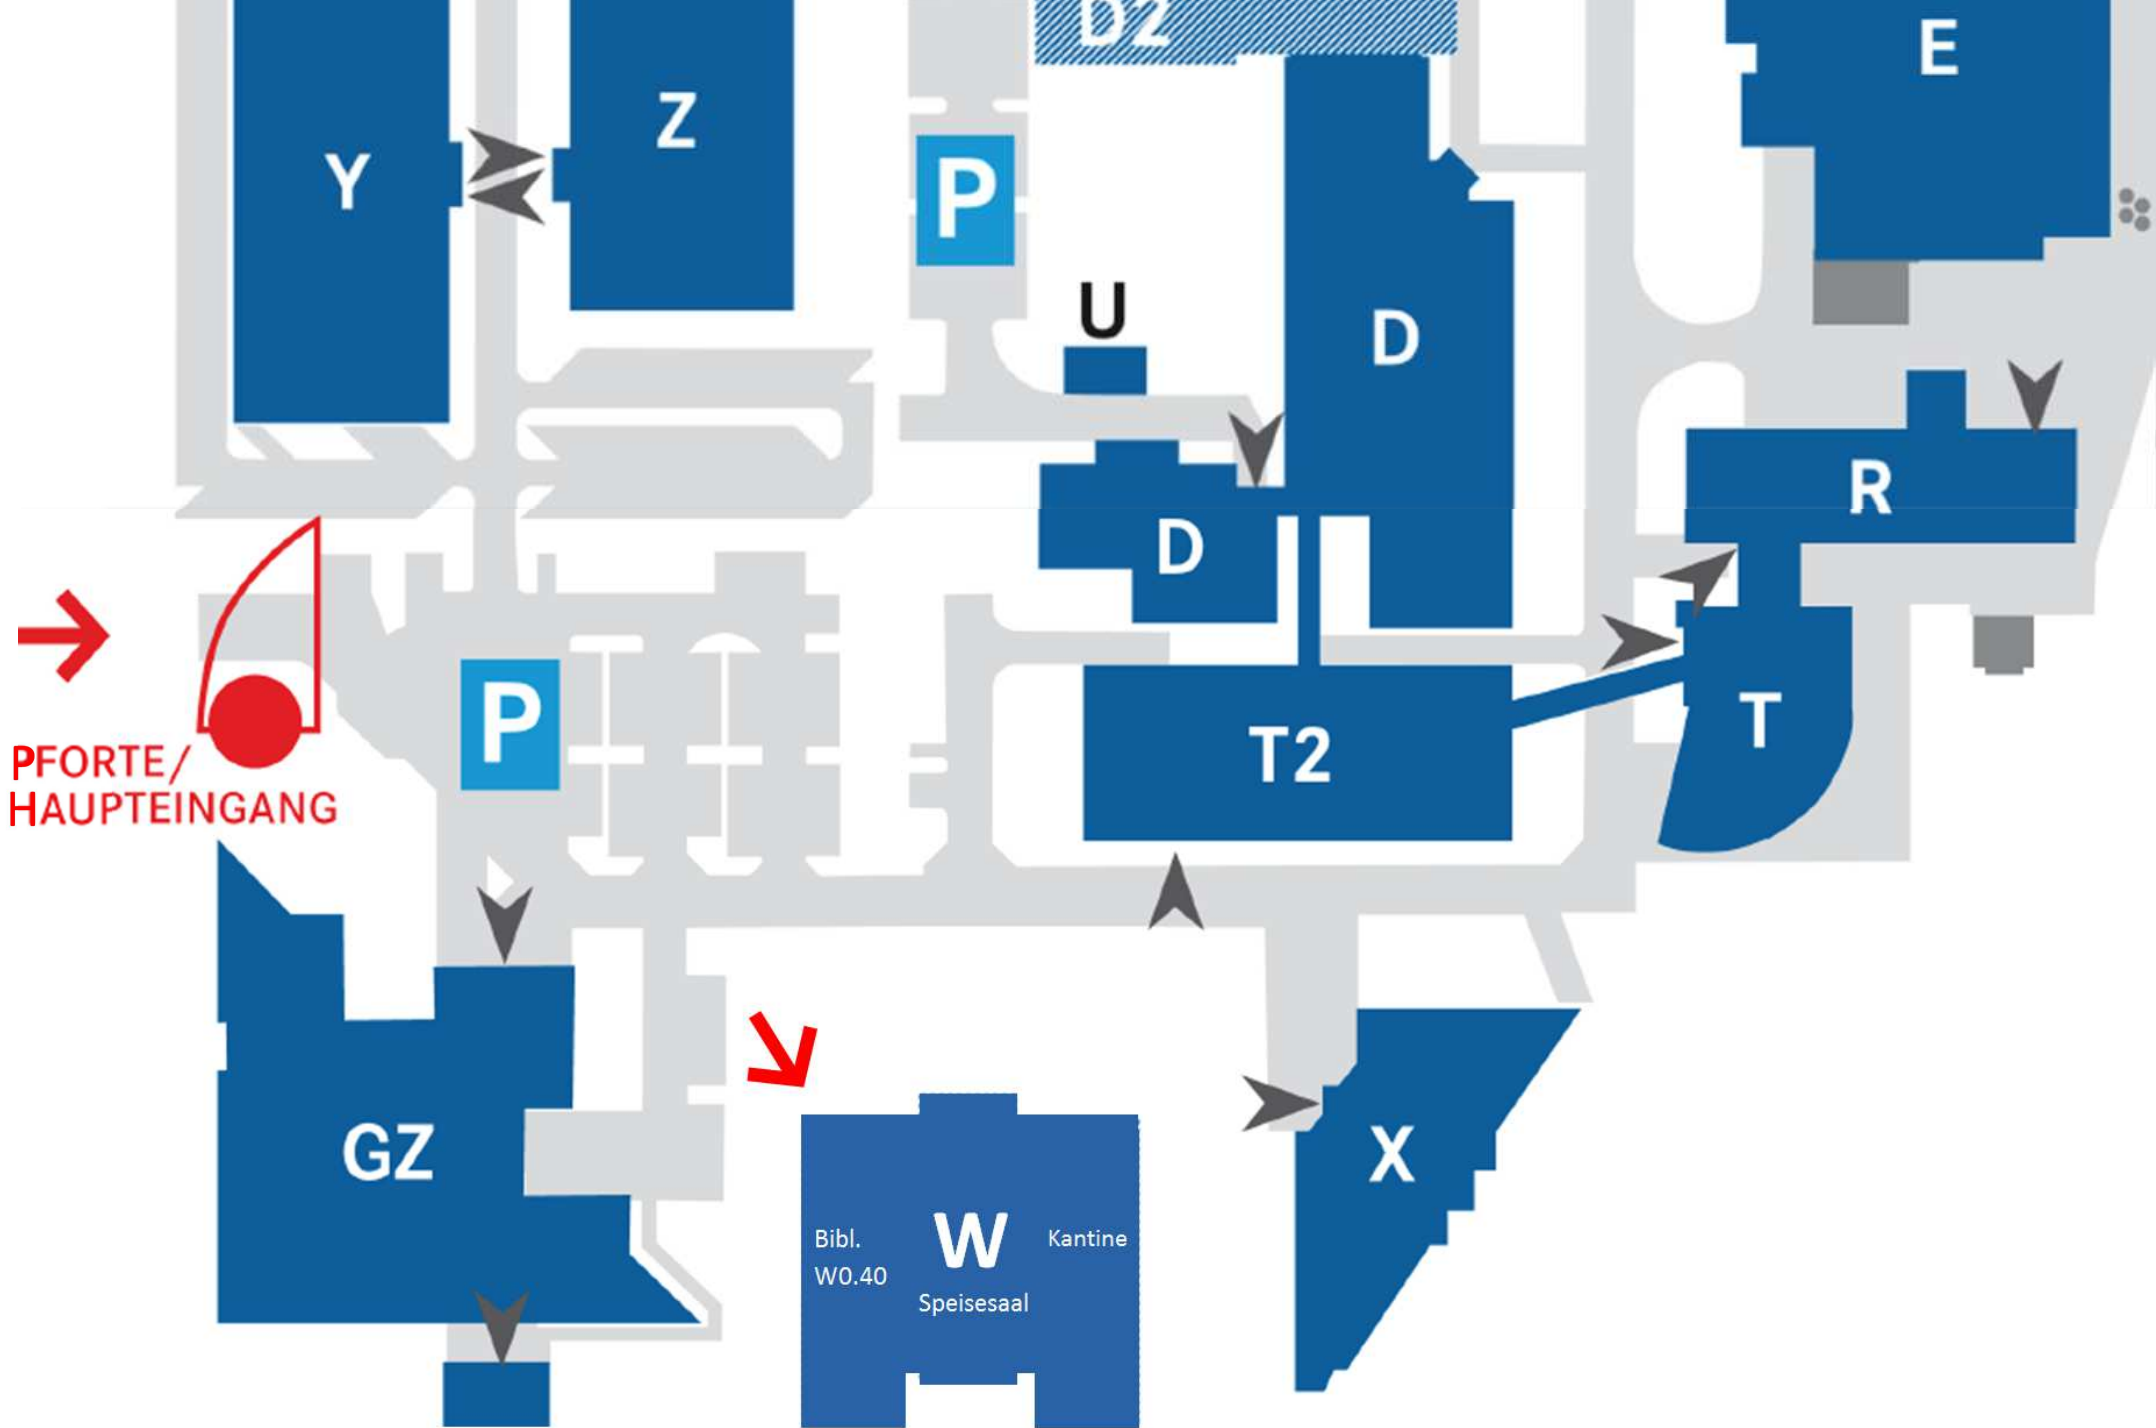 D2
E
Z
Y
P
U
D
R
D
P
T
T2
PFORTE/
HAUPTEINGANG
GZ
X
Bibl.
W0.40
W
Kantine
Speisesaal